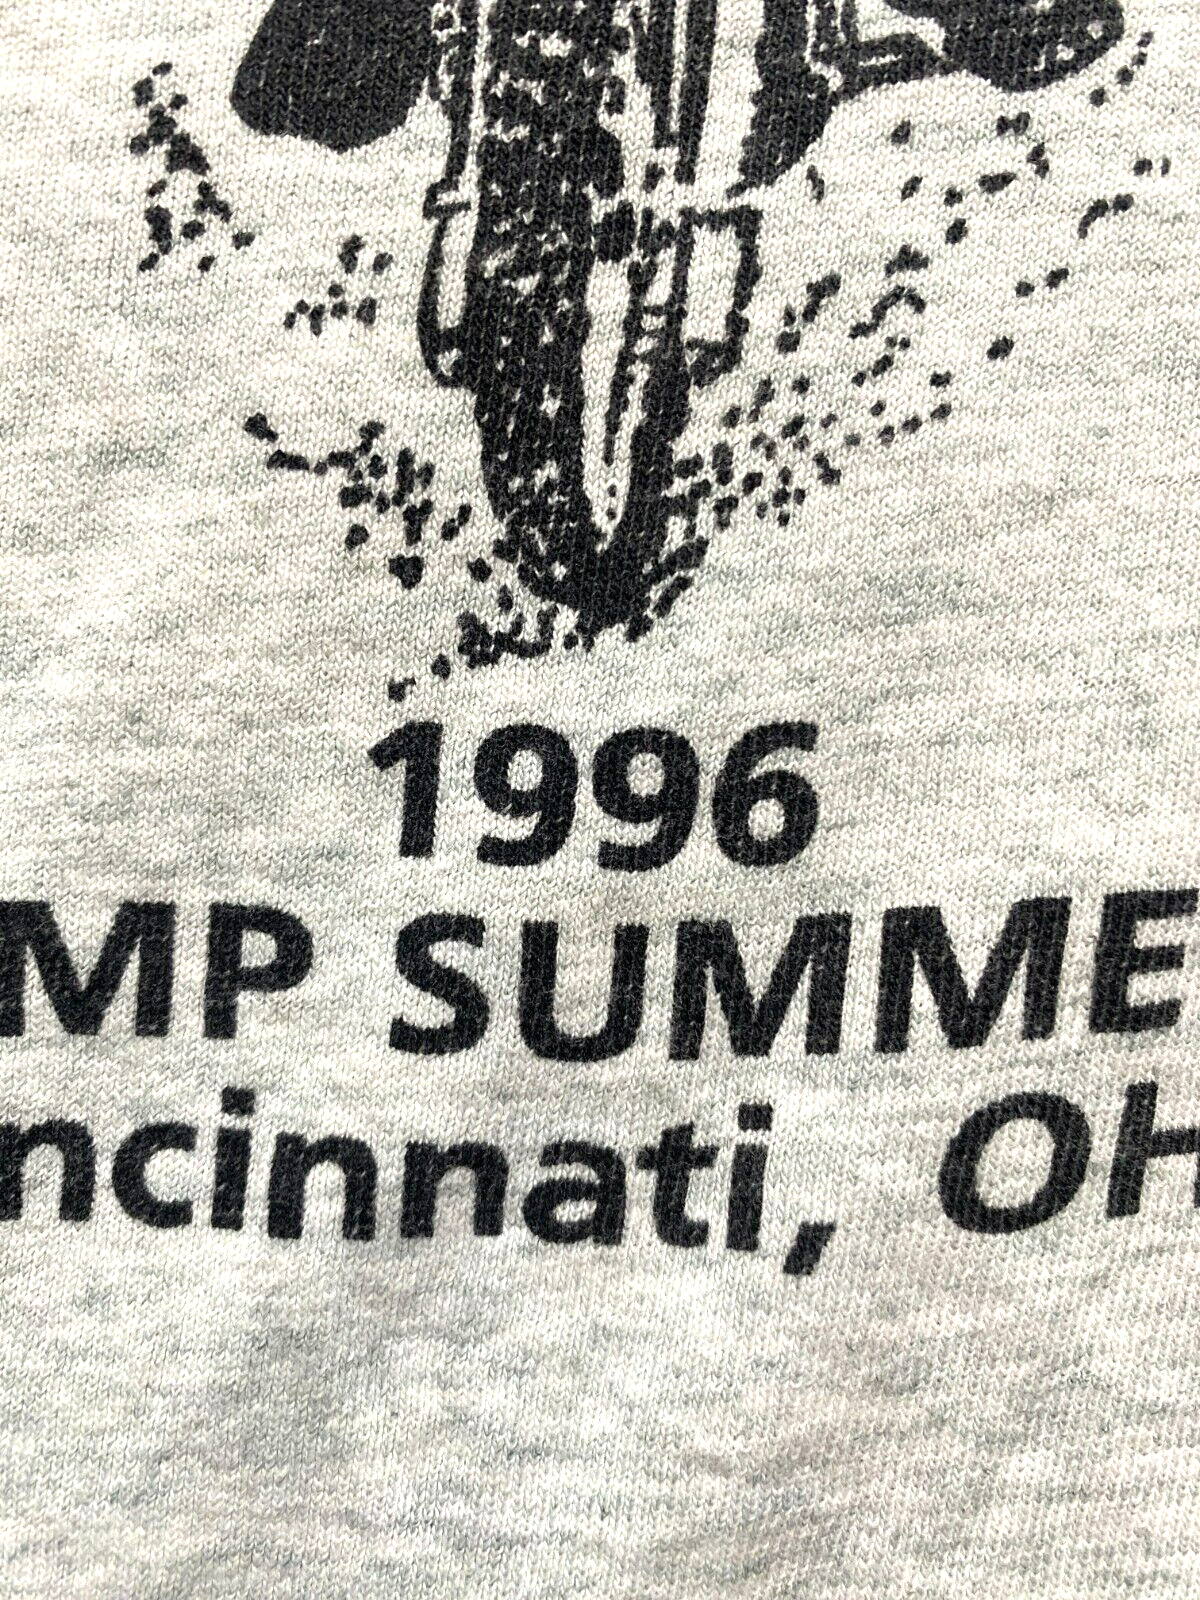 1996
MP SUMME
ncinnati, Oh